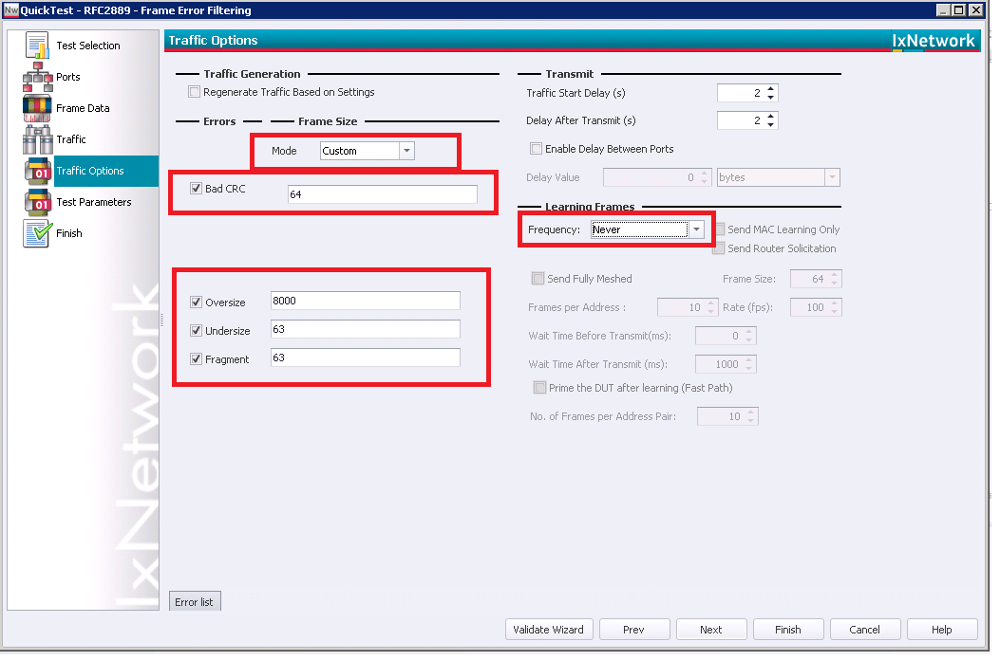 Nw QuickTest - RFC2889 - Frame Error Filtering
Test Selection
Ports
Frame Data
Traffic
01 Traffic Options
01 Test Parameters
Finish
IxNetwork
Traffic Options
IxNetwork
Traffic Generation
Regenerate Traffic Based on Settings
Errors Frame Size
Mode Custom
Bad CRC 64
Oversize 8000
Undersize 63
Fragment 63
Transmit
Traffic Start Delay (s) 2
Delay After Transmit (s) 2
Enable Delay Between Ports
Delay Value 0 bytes
Learning Frames
Frequency: Never Send MAC Learning Only
Send Router Solicitation
Send Fully Meshed Frame Size: 64
Frames per Address : 10 Rate (fps): 100
Wait Time Before Transmit(ms): 0
Wait Time After Transmit (ms): 1000
Prime the DUT after learning (Fast Path)
No. of Frames per Address Pair: 10
Error list
Validate Wizard Prev Next Finish Cancel Help